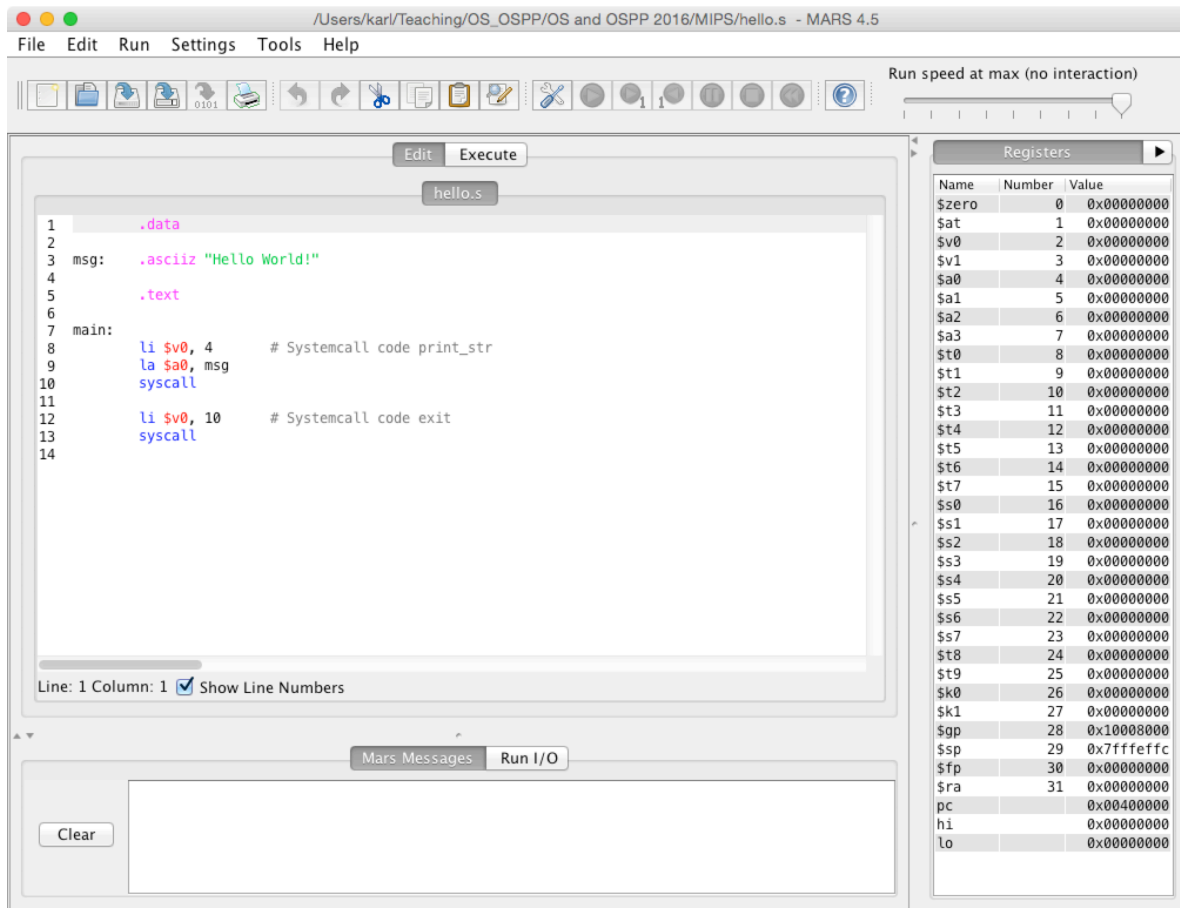 /Users/karl/Teaching/OS_OSPP/OS and OSPP 2016/MIPS/hello.s - MARS 4.5
File Edit Run Settings Tools Help
Run speed at max (no interaction)
0101
1
1
?
Edit Execute
hello.s
1 .data
2
3 msg: .asciiz "Hello World!"
4
5 .text
6
7 main:
8 li $v0, 4 # Systemcall code print_str
9 la $a0, msg
10 syscall
11
12 li $v0, 10 # Systemcall code exit
13 syscall
14
Line: 1 Column: 1 Show Line Numbers
Mars Messages Run I/O
Clear
Registers
Name Number Value
$zero 0 0x00000000
$at 1 0x00000000
$v0 2 0x00000000
$v1 3 0x00000000
$a0 4 0x00000000
$a1 5 0x00000000
$a2 6 0x00000000
$a3 7 0x00000000
$t0 8 0x00000000
$t1 9 0x00000000
$t2 10 0x00000000
$t3 11 0x00000000
$t4 12 0x00000000
$t5 13 0x00000000
$t6 14 0x00000000
$t7 15 0x00000000
$s0 16 0x00000000
$s1 17 0x00000000
$s2 18 0x00000000
$s3 19 0x00000000
$s4 20 0x00000000
$s5 21 0x00000000
$s6 22 0x00000000
$s7 23 0x00000000
$t8 24 0x00000000
$t9 25 0x00000000
$k0 26 0x00000000
$k1 27 0x00000000
$gp 28 0x10008000
$sp 29 0x7fffeffc
$fp 30 0x00000000
$ra 31 0x00000000
pc 0x00400000
hi 0x00000000
lo 0x00000000